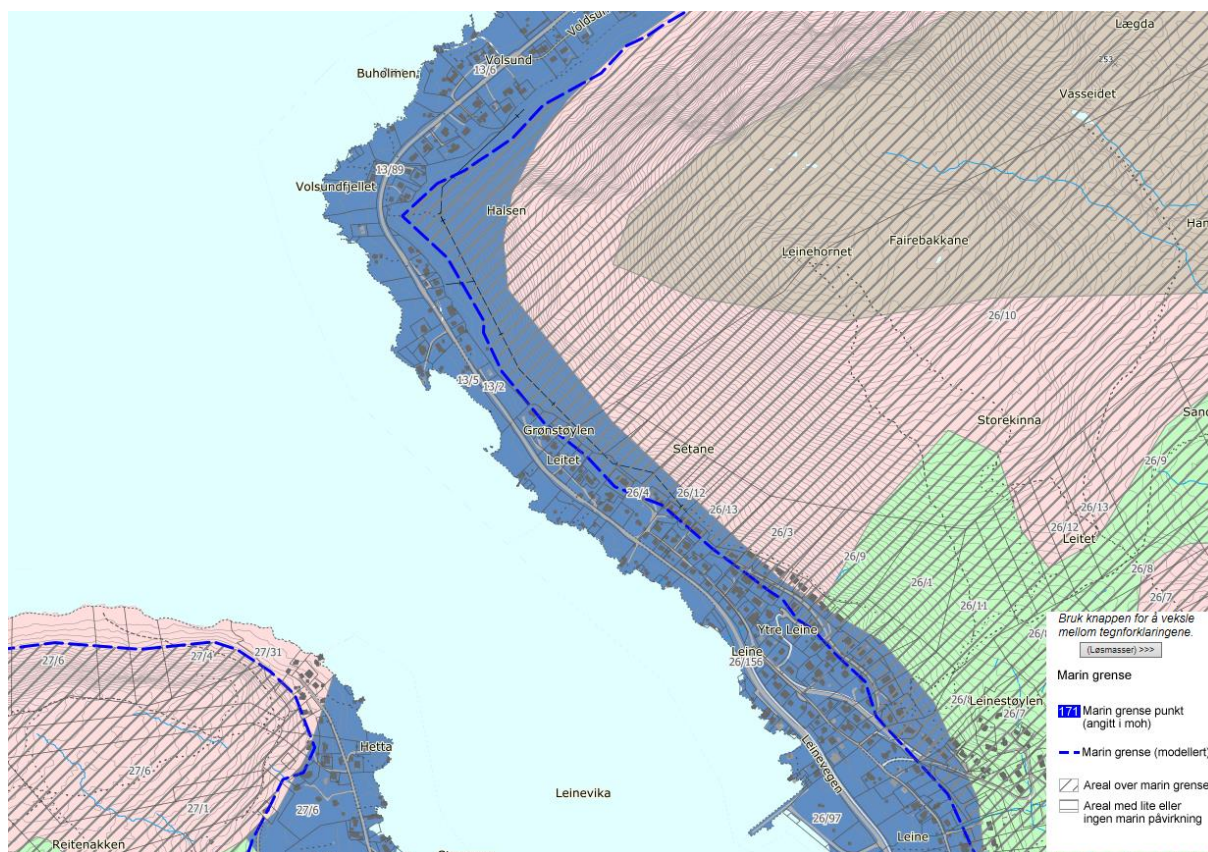 Lægda
Voldsur
Volsund
13/6
Buholmen
253
Vasseidet
13/89
Volsundfjellet
Halsen
Han
Fairebakkane
Leinehornet
26/10
13/5
13/2
Sand
Storekinna
Grønstøylen
Setane
Leitet
26/9
26/4
26/12
26/13
26/13
26/12
26/3
Leitet
26/9
26/8
26/1
26/7
26/11
Ytre Leine
Leine
26/156
27/31
27/4
27/6
Leinestøylen
26/7
Hetta
Leinevegen
27/6
Leinevika
27/1
27/6
26/97
Leine
Reitenakken
Bruk knappen for å veksle
mellom tegnforklaringene.
(Løsmasser) >>>
Marin grense
171 Marin grense punkt
(angitt i moh)
Marin grense (modellert)
Areal over marin grense
Areal med lite eller
ingen marin påvirkning